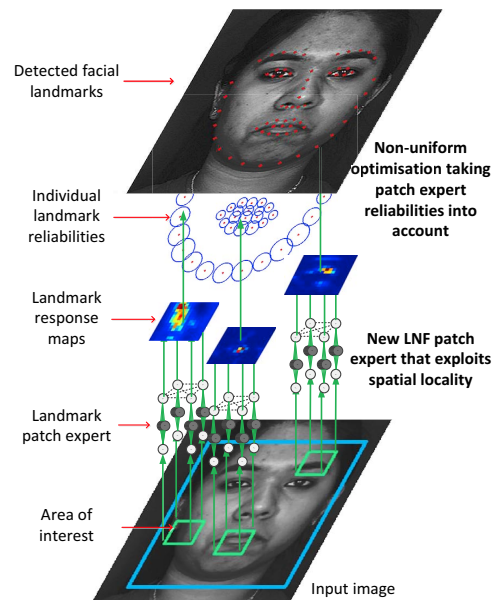 Detected facial
landmarks
Non-uniform
optimisation taking
patch expert
reliabilities into
account
Individual
landmark
reliabilities
Landmark
response
maps
New LNF patch
expert that exploits
spatial locality
Landmark
patch expert
Area of
interest
Input image